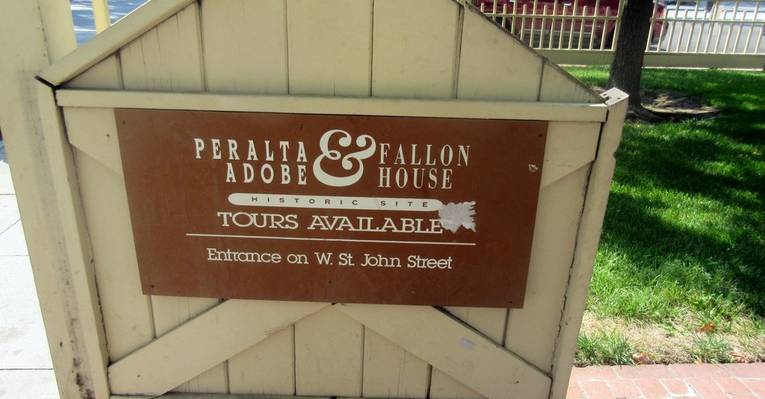 PERALTA & FALLON
ADOBE HOUSE
HISTORIC SITE
TOURS AVAILABLE
Entrance on W. St. John Street